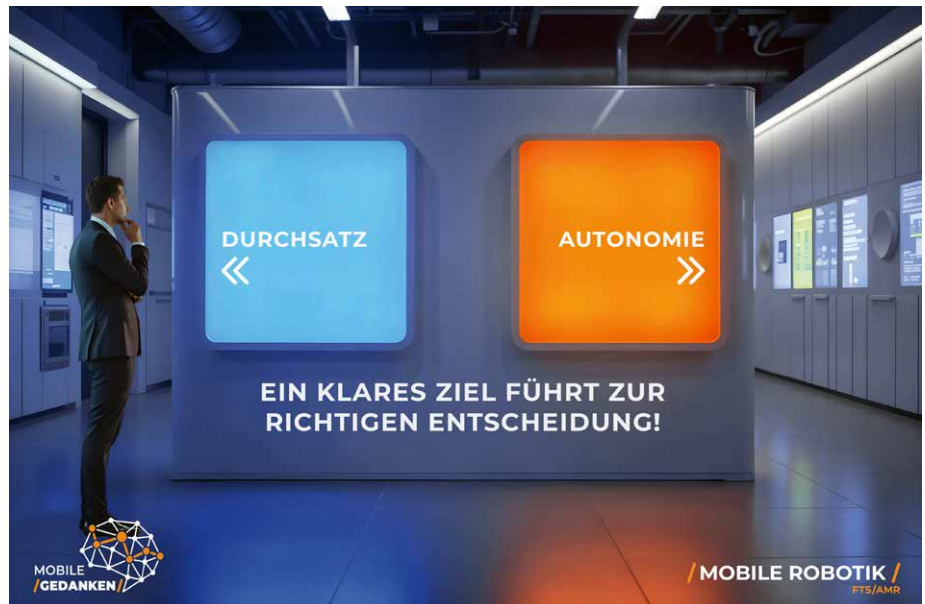 DURCHSATZ
«
AUTONOMIE
»
EIN KLARES ZIEL FÜHRT ZUR
RICHTIGEN ENTSCHEIDUNG!
MOBILE
/GEDANKEN/
/MOBILE ROBOTIK/
FTS/AMR